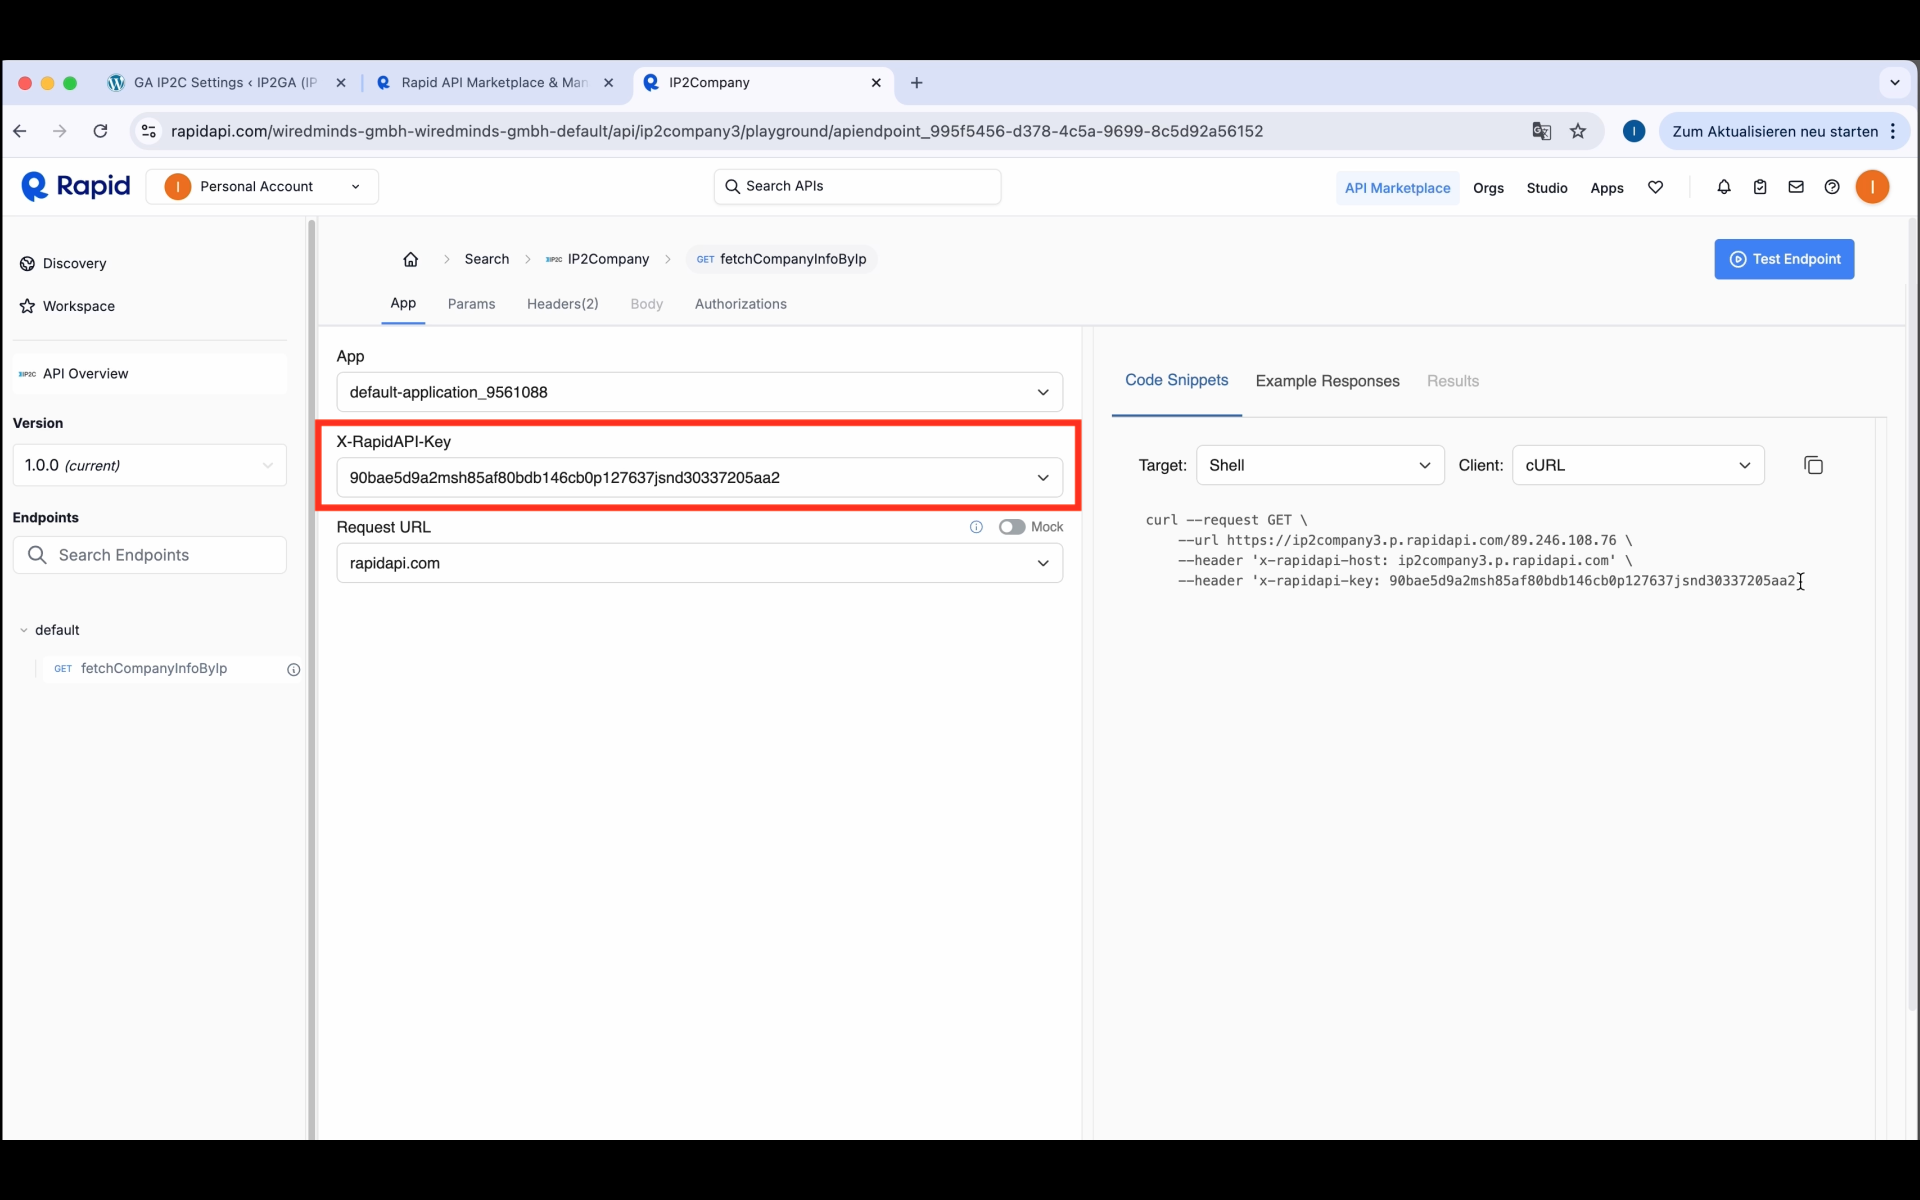 GA IP2C Settings ‹ IP2GA (IP
Rapid API Marketplace & Man
IP2Company
rapidapi.com/wiredminds-gmbh-wiredminds-gmbh-default/api/ip2company3/playground/apiendpoint_995f5456-d378-4c5a-9699-8c5d92a56152
I
Zum Aktualisieren neu starten
Rapid
I
Personal Account
Search APIs
API Marketplace
Orgs
Studio
Apps
I
Discovery
Workspace
IP2C API Overview
Version
1.0.0 (current)
Endpoints
Search Endpoints
default
GET fetchCompanyInfoByIp
Search
IP2C IP2Company
GET fetchCompanyInfoByIp
Test Endpoint
App
Params
Headers(2)
Body
Authorizations
App
default-application_9561088
X-RapidAPI-Key
90bae5d9a2msh85af80bdb146cb0p127637jsnd30337205aa2
Request URL
Mock
rapidapi.com
Code Snippets
Example Responses
Results
Target:
Shell
Client:
cURL
curl --request GET \
--url https://ip2company3.p.rapidapi.com/89.246.108.76 \
--header 'x-rapidapi-host: ip2company3.p.rapidapi.com' \
--header 'x-rapidapi-key: 90bae5d9a2msh85af80bdb146cb0p127637jsnd30337205aa2